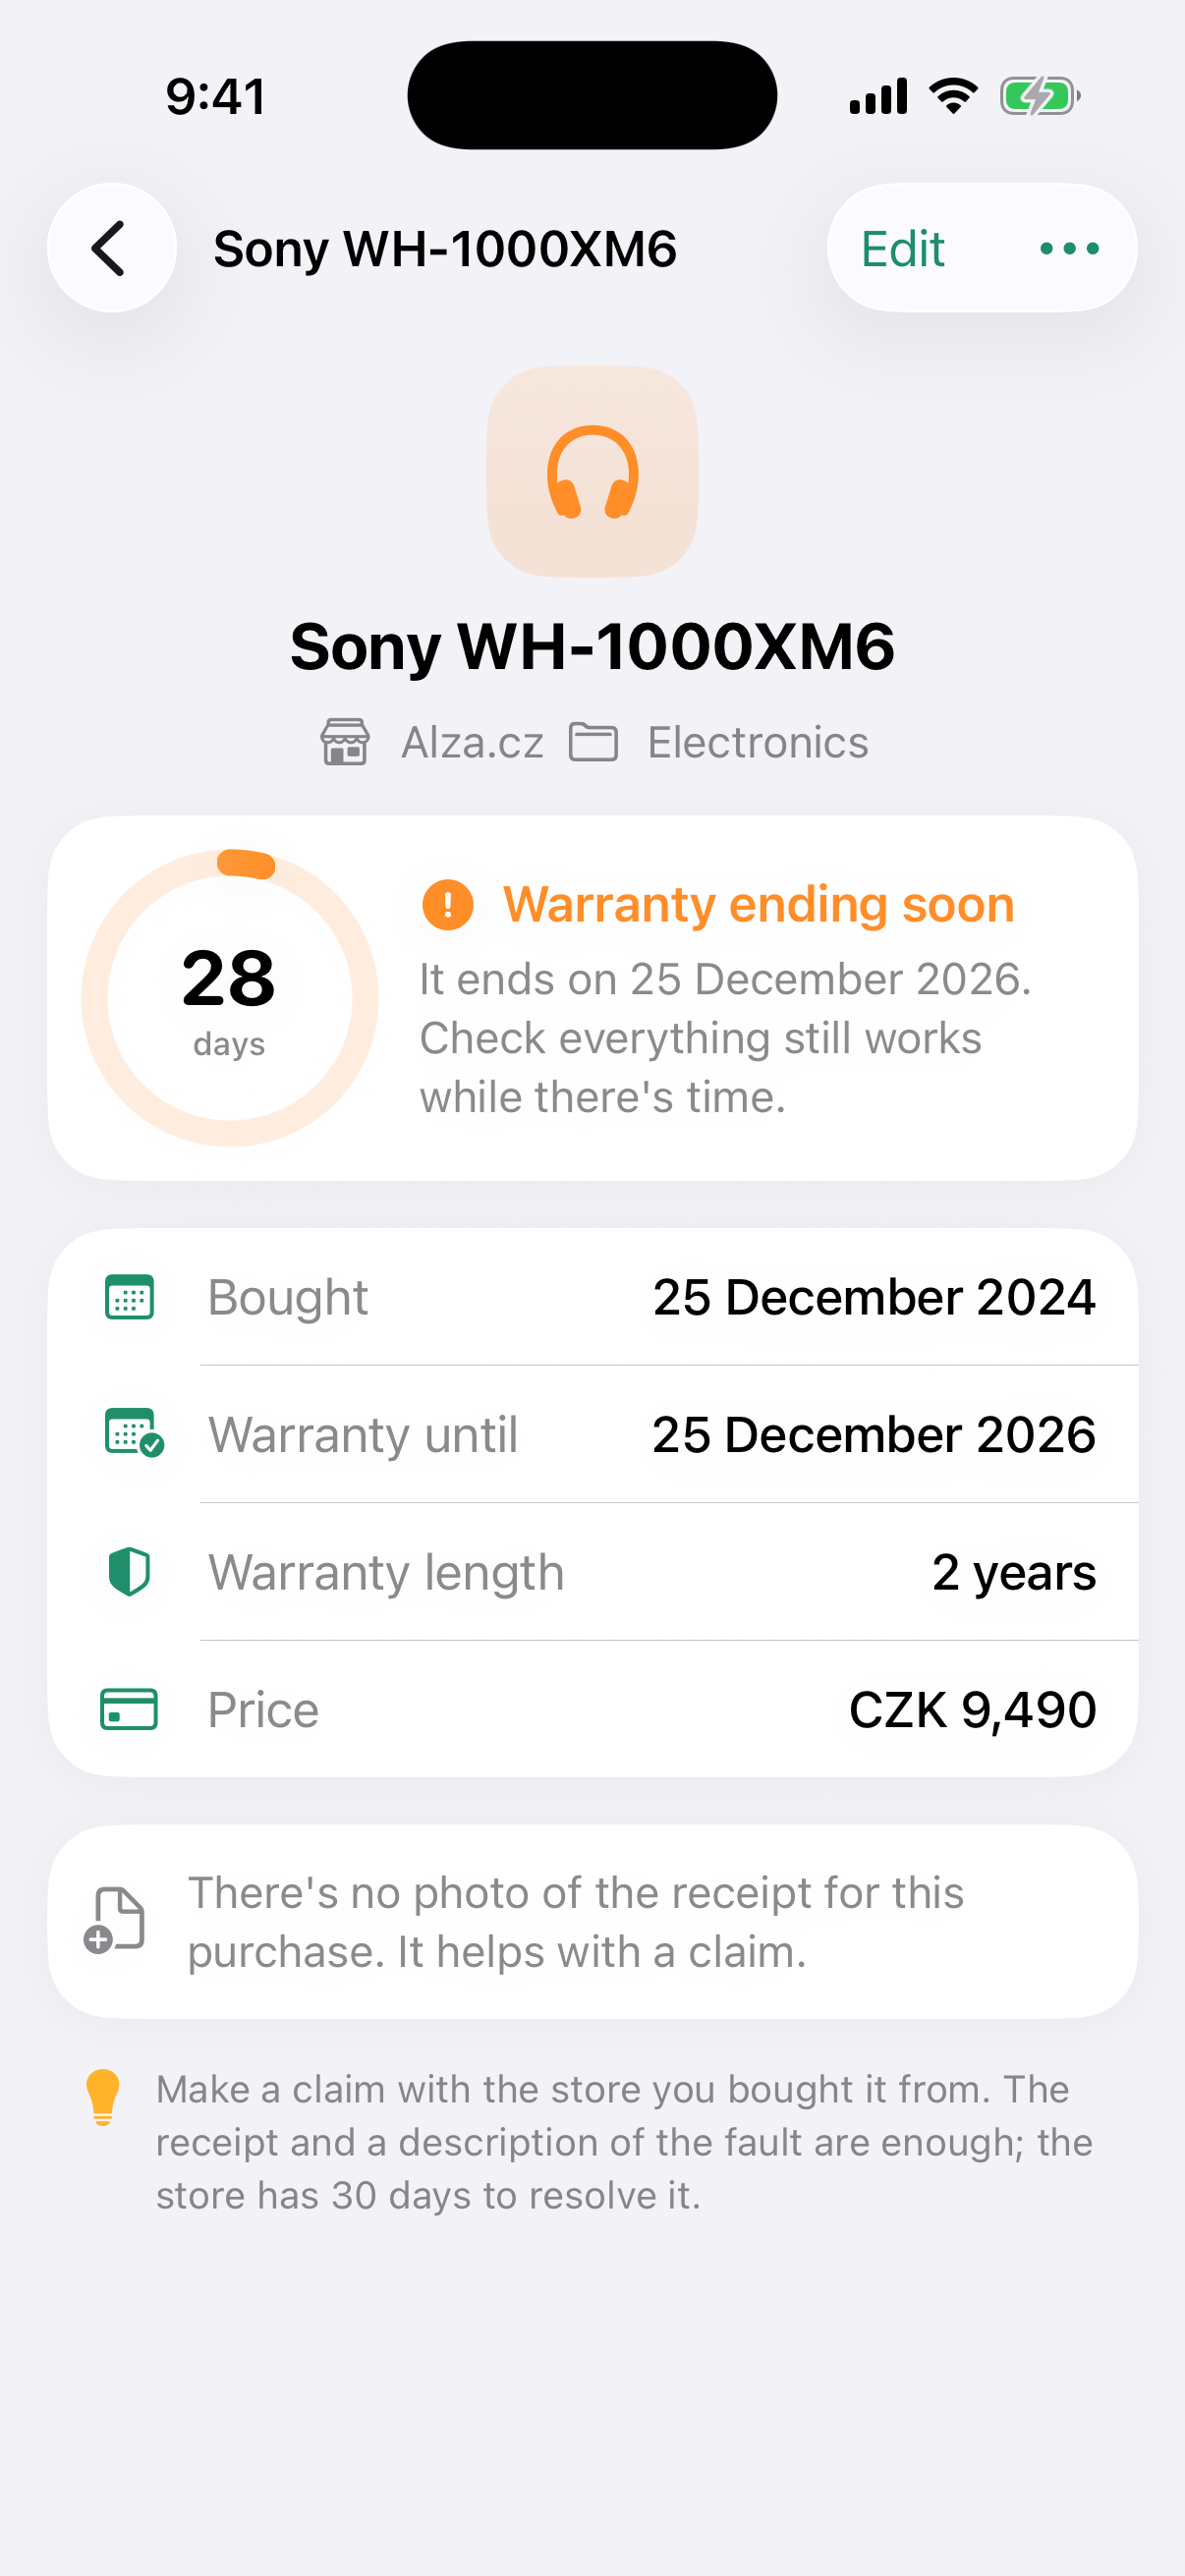 9:41
Sony WH-1000XM6
Edit
Sony WH-1000XM6
Alza.cz Electronics
28
days
Warranty ending soon
It ends on 25 December 2026.
Check everything still works
while there's time.
Bought 25 December 2024
Warranty until 25 December 2026
Warranty length 2 years
Price CZK 9,490
There's no photo of the receipt for this
purchase. It helps with a claim.
Make a claim with the store you bought it from. The
receipt and a description of the fault are enough; the
store has 30 days to resolve it.